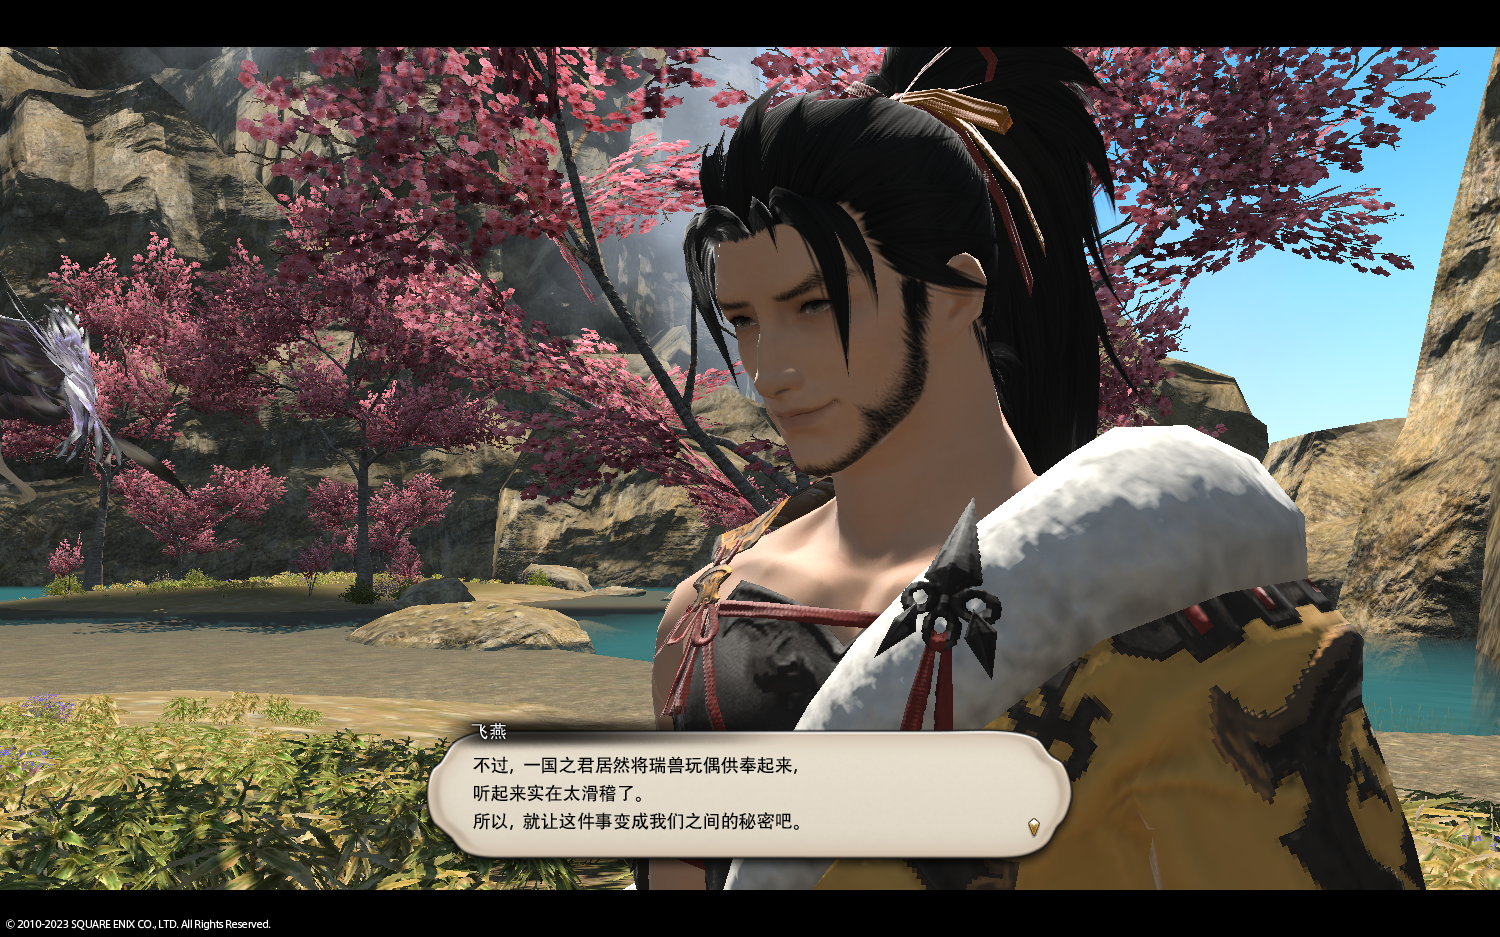 飞燕
不过，一国之君居然将瑞兽玩偶供奉起来，
听起来实在太滑稽了。
所以，就让这件事变成我们之间的秘密吧。
© 2010-2023 SQUARE ENIX CO., LTD. All Rights Reserved.